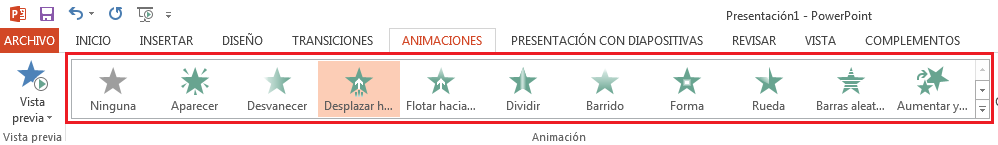 Presentación1 - PowerPoint
ARCHIVO INICIO INSERTAR DISEÑO TRANSICIONES ANIMACIONES PRESENTACIÓN CON DIAPOSITIVAS REVISAR VISTA COMPLEMENTOS
Vista previa
Ninguna Aparecer Desvanecer Desplazar h... Flotar hacia... Dividir Barrido Forma Rueda Barras aleat... Aumentar y...
Vista previa Animación